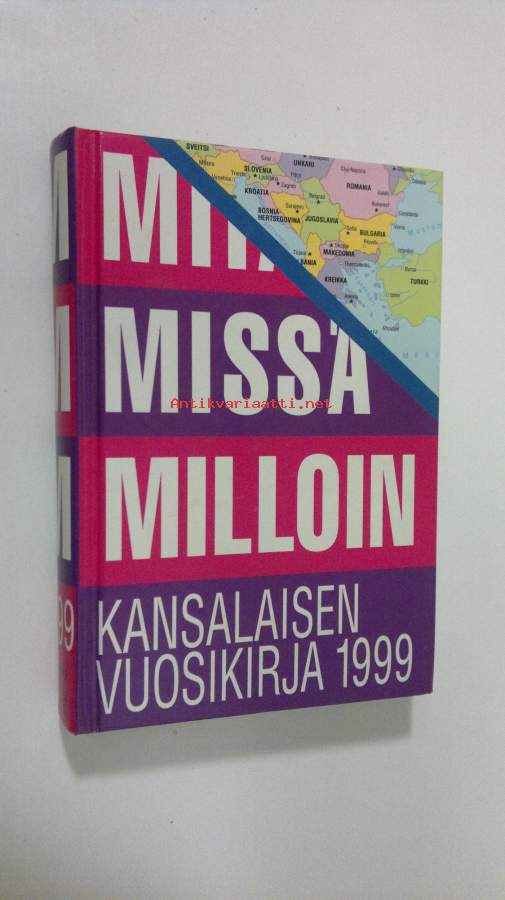 MITÄ
MISSÄ
MILLOIN
KANSALAISEN
VUOSIKIRJA 1999
99
Antikvariaatti.net
SVEITSI
SLOVENIA
UNKARI
KROATIA
ROMANIA
BOSNIA-
HERTSEGOVINA
JUGOSLAVIA
BULGARIA
MAKEDONIA
KREIKKA
TURKKI